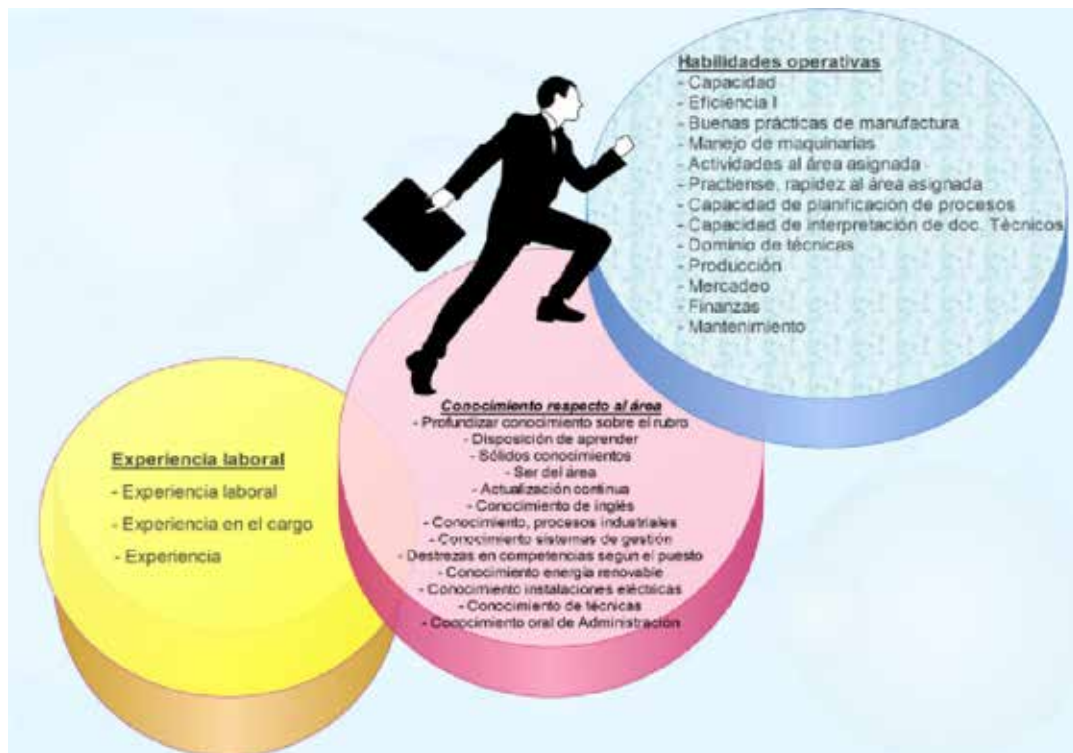 Habilidades operativas
- Capacidad
- Eficiencia I
- Buenas prácticas de manufactura
- Manejo de maquinarias
- Actividades al área asignada
- Practiense, rapidez al área asignada
- Capacidad de planificación de procesos
- Capacidad de interpretación de doc. Técnicos
- Dominio de técnicas
- Producción
- Mercadeo
- Finanzas
- Mantenimiento
Conocimiento respecto al área
- Profundizar conocimiento sobre el rubro
- Disposición de aprender
- Sólidos conocimientos
- Ser del área
- Actualización continua
- Conocimiento de inglés
- Conocimiento, procesos industriales
- Conocimiento sistemas de gestión
- Destrezas en competencias según el puesto
- Conocimiento energía renovable
- Conocimiento instalaciones eléctricas
- Conocimiento de técnicas
- Conocimiento oral de Administración
Experiencia laboral
- Experiencia laboral
- Experiencia en el cargo
- Experiencia